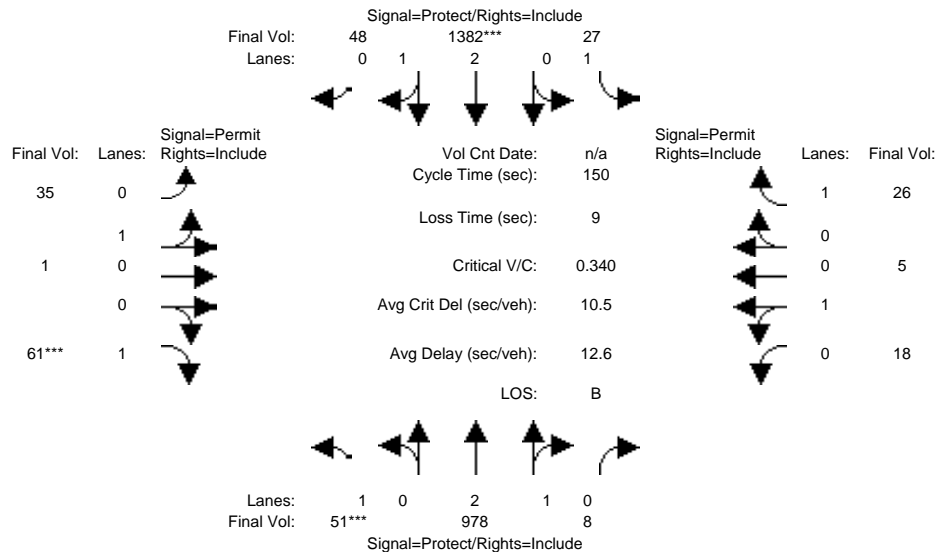 Signal=Protect/Rights=Include
Final Vol: 48 1382*** 27
Lanes: 0 1 2 0 1
Signal=Permit Signal=Permit
Final Vol: Lanes: Rights=Include Vol Cnt Date: n/a Rights=Include Lanes: Final Vol:
Cycle Time (sec): 150
35 0 1 26
Loss Time (sec): 9
1 0
1 0 Critical V/C: 0.340 0 5
0 Avg Crit Del (sec/veh): 10.5 1
61*** 1 Avg Delay (sec/veh): 12.6 0 18
LOS: B
Lanes: 1 0 2 1 0
Final Vol: 51*** 978 8
Signal=Protect/Rights=Include